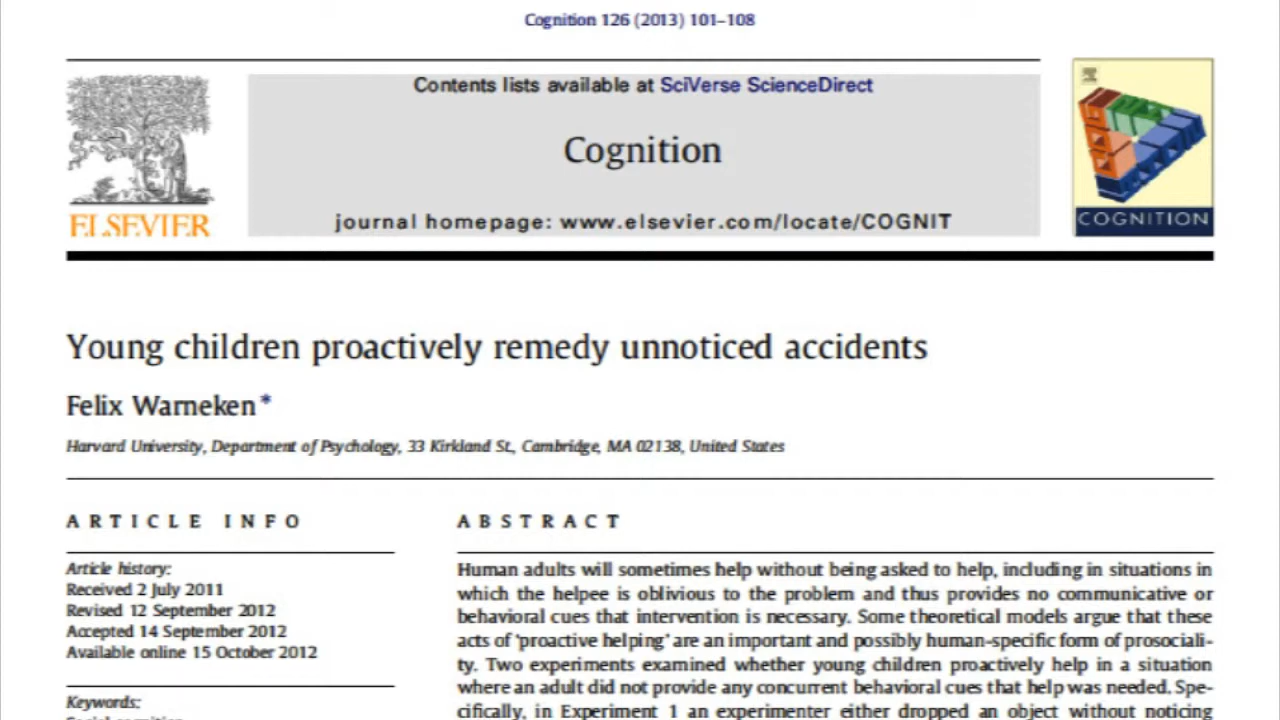 Cognition 126 (2013) 101–108
Contents lists available at SciVerse ScienceDirect
Cognition
journal homepage: www.elsevier.com/locate/COGNIT
ELSEVIER
COGNITION
Young children proactively remedy unnoticed accidents
Felix Warneken *
Harvard University, Department of Psychology, 33 Kirkland St., Cambridge, MA 02138, United States
ARTICLE INFO
Article history:
Received 2 July 2011
Revised 12 September 2012
Accepted 14 September 2012
Available online 15 October 2012
Keywords:
Social cognition
ABSTRACT
Human adults will sometimes help without being asked to help, including in situations in
which the helpee is oblivious to the problem and thus provides no communicative or
behavioral cues that intervention is necessary. Some theoretical models argue that these
acts of ‘proactive helping’ are an important and possibly human-specific form of prosociali-
ty. Two experiments examined whether young children proactively help in a situation
where an adult did not provide any concurrent behavioral cues that help was needed. Spe-
cifically, in Experiment 1 an experimenter either dropped an object without noticing